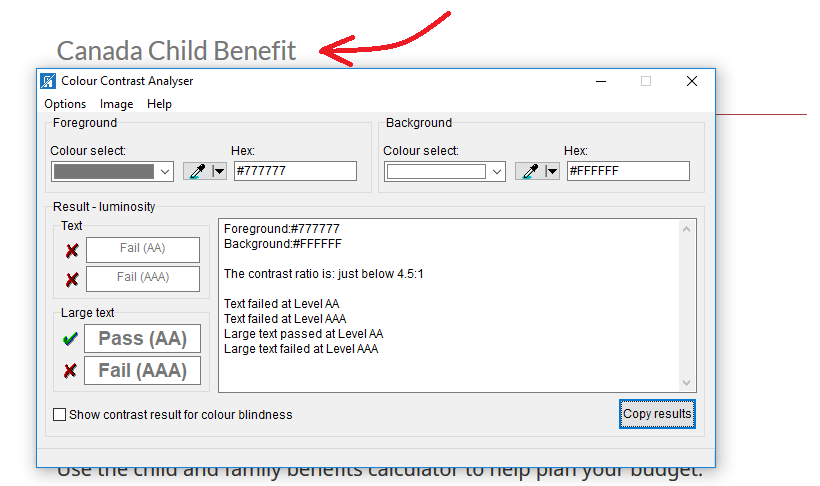 Canada Child Benefit
Colour Contrast Analyser
Options Image Help
Foreground
Colour select: Hex:
#777777
Background
Colour select: Hex:
#FFFFFF
Result - luminosity
Text
Fail (AA)
Fail (AAA)
Large text
Pass (AA)
Fail (AAA)
Foreground:#777777
Background:#FFFFFF
The contrast ratio is: just below 4.5:1
Text failed at Level AA
Text failed at Level AAA
Large text passed at Level AA
Large text failed at Level AAA
Show contrast result for colour blindness
Copy results
Use the child and family benefits calculator to help plan your budget.